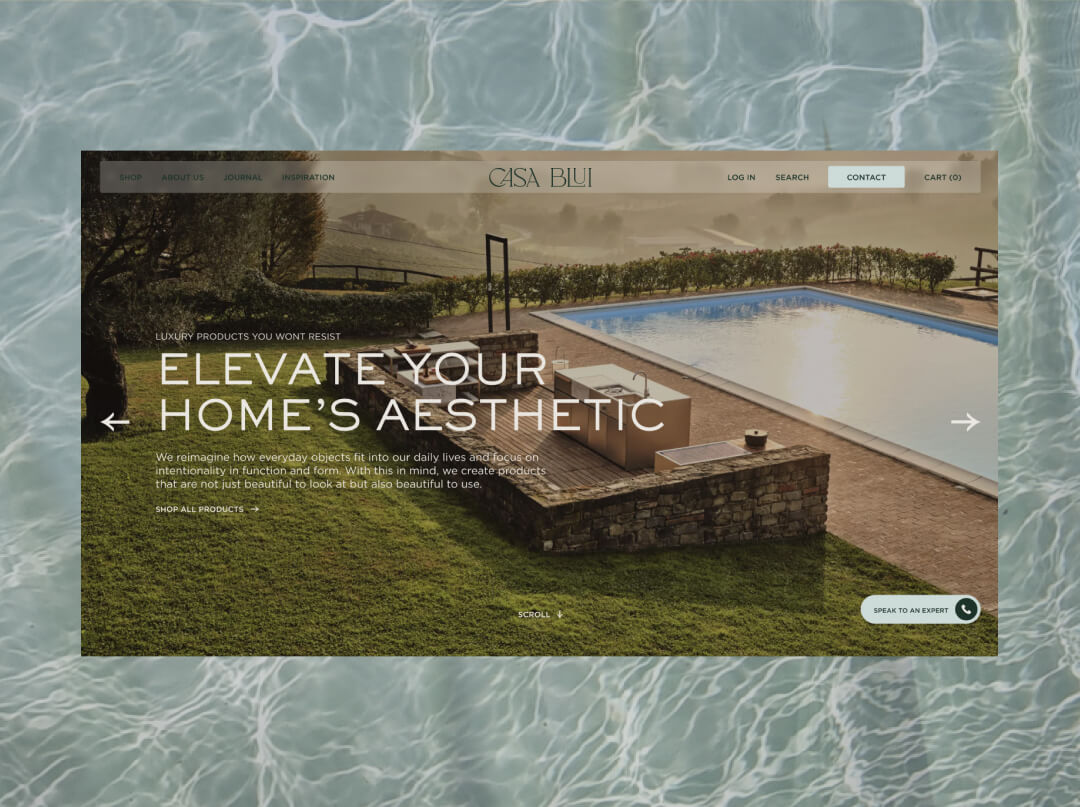 SHOP
ABOUT US
JOURNAL
INSPIRATION
CASA BLUI
LOG IN
SEARCH
CONTACT
CART (0)
LUXURY PRODUCTS YOU WONT RESIST
ELEVATE YOUR
HOME’S AESTHETIC
We reimagine how everyday objects fit into our daily lives and focus on
intentionality in function and form. With this in mind, we create products
that are not just beautiful to look at but also beautiful to use.
SHOP ALL PRODUCTS
SCROLL
SPEAK TO AN EXPERT